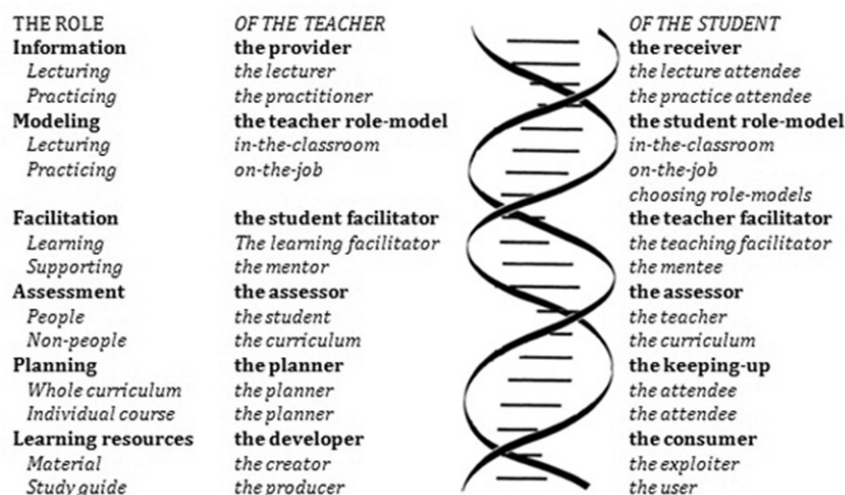 THE ROLE OF THE TEACHER OF THE STUDENT
Information the provider the receiver
Lecturing the lecturer the lecture attendee
Practicing the practitioner the practice attendee
Modeling the teacher role-model the student role-model
Lecturing in-the-classroom in-the-classroom
Practicing on-the-job on-the-job
choosing role-models
Facilitation the student facilitator the teacher facilitator
Learning The learning facilitator the teaching facilitator
Supporting the mentor the mentee
Assessment the assessor the assessor
People the student the teacher
Non-people the curriculum the curriculum
Planning the planner the keeping-up
Whole curriculum the planner the attendee
Individual course the planner the attendee
Learning resources the developer the consumer
Material the creator the exploiter
Study guide the producer the user